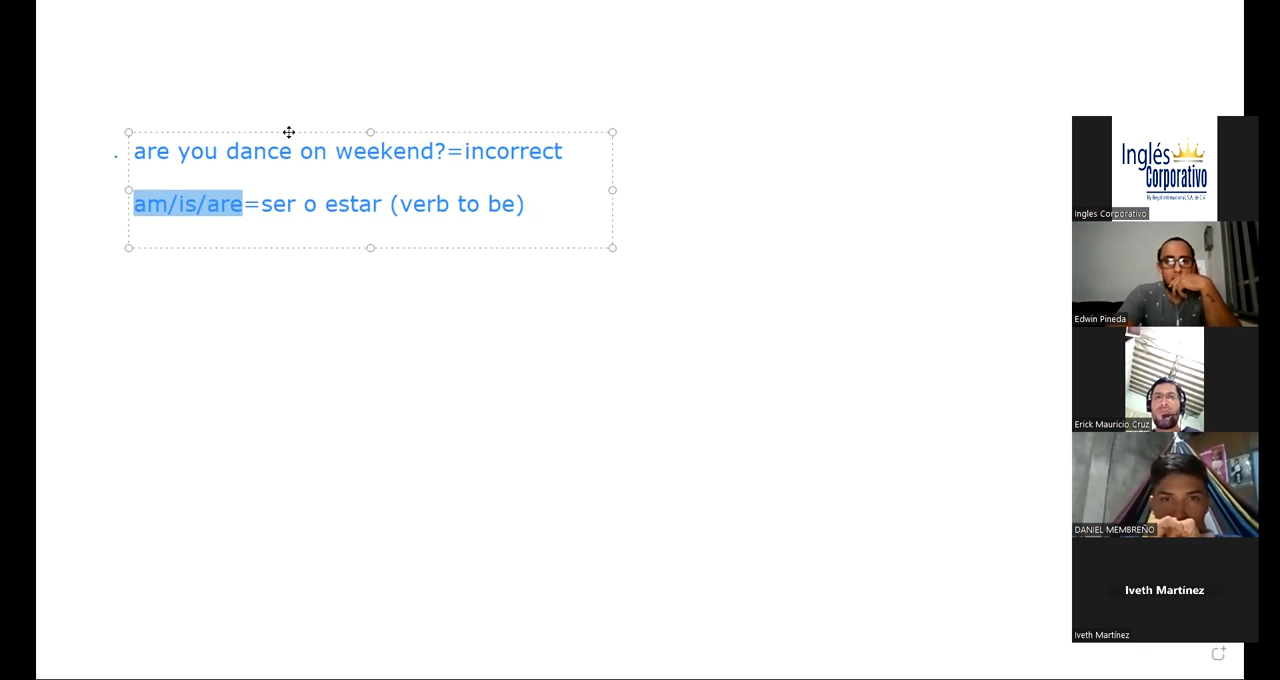 are you dance on weekend?=incorrect
am/is/are=ser o estar (verb to be)
Inglés
Corporativo
Ingles Corporativo
Edwin Pineda
Erick Mauricio Cruz
DANIEL MEMBREÑO
Iveth Martínez
Iveth Martínez